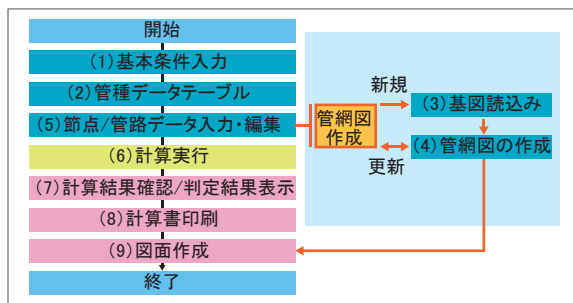 開始
(1)基本条件入力
(2)管種データテーブル
(5)節点/管路データ入力・編集
(6)計算実行
(7)計算結果確認/判定結果表示
(8)計算書印刷
(9)図面作成
終了
管網図
作成
新規
更新
(3)基図読込み
(4)管網図の作成